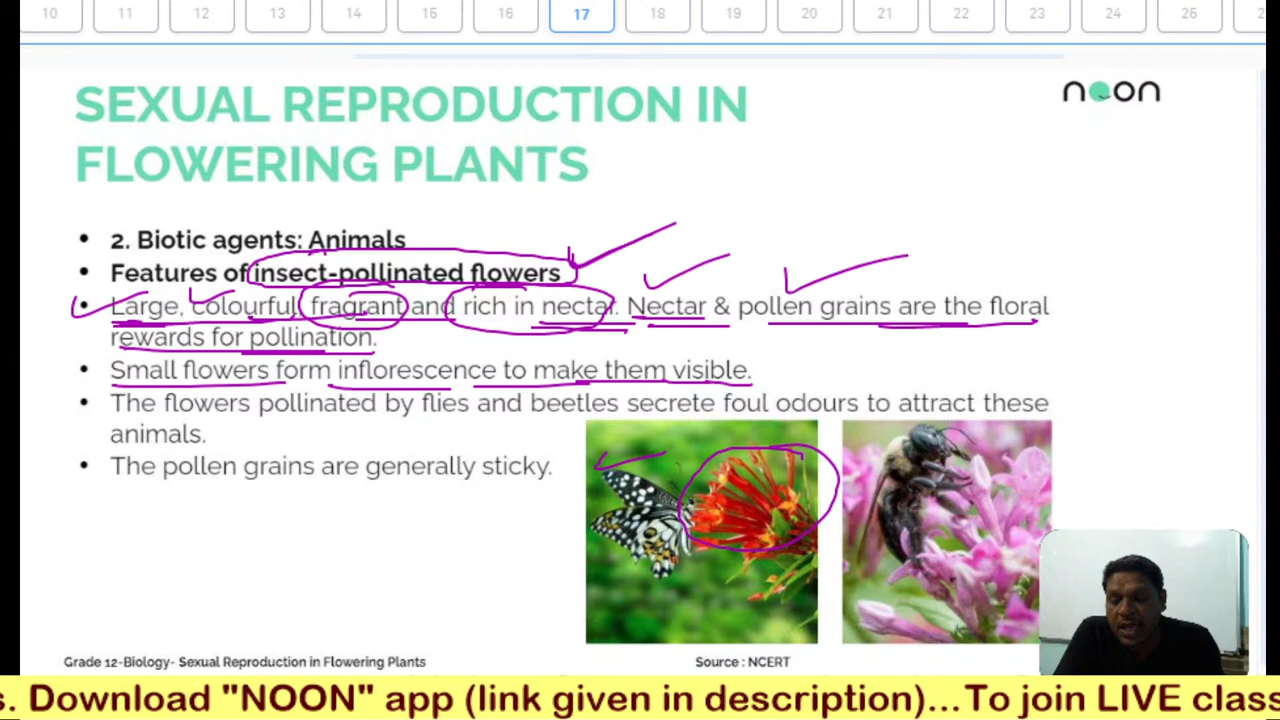 10 11 12 13 14 15 16 17 18 19 20 21 22 23 24 25
SEXUAL REPRODUCTION IN
noon
FLOWERING PLANTS
• 2. Biotic agents: Animals
• Features of insect-pollinated flowers
• Large, colourful, fragrant and rich in nectar. Nectar & pollen grains are the floral
rewards for pollination.
• Small flowers form inflorescence to make them visible.
• The flowers pollinated by flies and beetles secrete foul odours to attract these
animals.
• The pollen grains are generally sticky.
Grade 12-Biology- Sexual Reproduction in Flowering Plants
Source : NCERT
s. Download "NOON" app (link given in description)...To join LIVE class